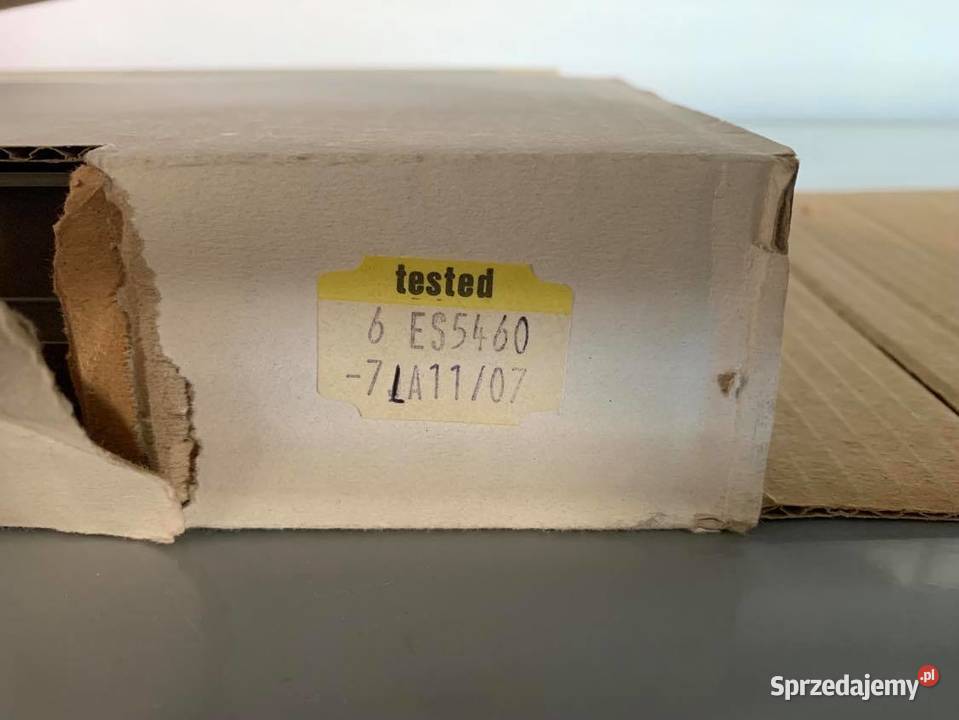 tested
6 ES5460
-7LA11/07
Sprzedajemy.pl